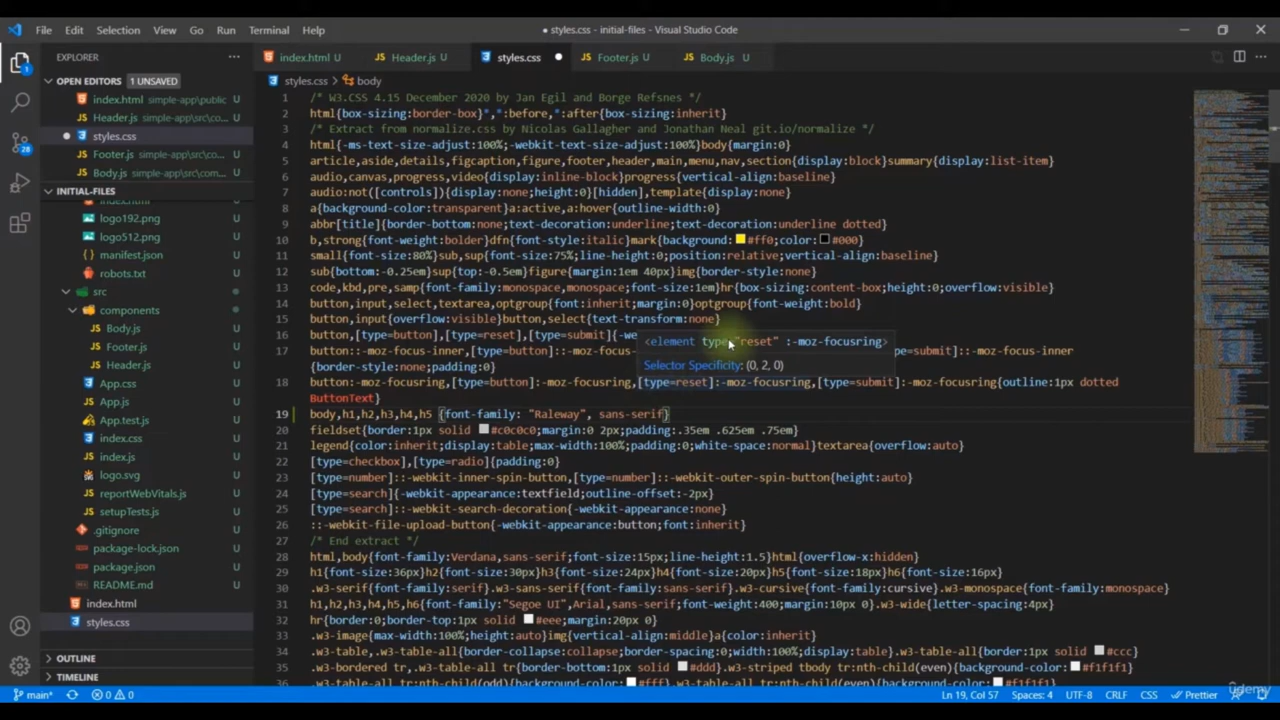 File Edit Selection View Go Run Terminal Help
● styles.css - initial-files - Visual Studio Code
EXPLORER
OPEN EDITORS 1 UNSAVED
index.html simple-app\public U
Header.js simple-app\src\co... U
styles.css
Footer.js simple-app\src\co... U
Body.js simple-app\src\com... U
INITIAL-FILES
index.html
logo192.png U
logo512.png U
manifest.json U
robots.txt U
src
components
Body.js U
Footer.js U
Header.js U
App.css U
App.js U
App.test.js U
index.css U
index.js U
logo.svg U
reportWebVitals.js U
setupTests.js U
.gitignore U
package-lock.json U
package.json U
README.md U
index.html
styles.css
OUTLINE
TIMELINE
index.html U Header.js U styles.css Footer.js U Body.js U
styles.css > body
1 /* W3.CSS 4.15 December 2020 by Jan Egil and Borge Refsnes */
2 html{box-sizing:border-box}*,*:before,*:after{box-sizing:inherit}
3 /* Extract from normalize.css by Nicolas Gallagher and Jonathan Neal git.io/normalize */
4 html{-ms-text-size-adjust:100%;-webkit-text-size-adjust:100%}body{margin:0}
5 article,aside,details,figcaption,figure,footer,header,main,menu,nav,section{display:block}summary{display:list-item}
6 audio,canvas,progress,video{display:inline-block}progress{vertical-align:baseline}
7 audio:not([controls]){display:none;height:0}[hidden],template{display:none}
8 a{background-color:transparent}a:active,a:hover{outline-width:0}
9 abbr[title]{border-bottom:none;text-decoration:underline;text-decoration:underline dotted}
10 b,strong{font-weight:bolder}dfn{font-style:italic}mark{background:#ff0;color:#000}
11 small{font-size:80%}sub,sup{font-size:75%;line-height:0;position:relative;vertical-align:baseline}
12 sub{bottom:-0.25em}sup{top:-0.5em}figure{margin:1em 40px}img{border-style:none}
13 code,kbd,pre,samp{font-family:monospace,monospace;font-size:1em}hr{box-sizing:content-box;height:0;overflow:visible}
14 button,input,select,textarea,optgroup{font:inherit;margin:0}optgroup{font-weight:bold}
15 button,input{overflow:visible}button,select{text-transform:none}
16 button,[type=button],[type=reset],[type=submit]{-we
<element type="reset" :-moz-focusring>
17 button::-moz-focus-inner,[type=button]::-moz-focus- pe=submit]::-moz-focus-inner
{border-style:none;padding:0}
Selector Specificity: (0, 2, 0)
18 button:-moz-focusring,[type=button]:-moz-focusring,[type=reset]:-moz-focusring,[type=submit]:-moz-focusring{outline:1px dotted
ButtonText}
19 body,h1,h2,h3,h4,h5 {font-family: "Raleway", sans-serif}
20 fieldset{border:1px solid #c0c0c0;margin:0 2px;padding:.35em .625em .75em}
21 legend{color:inherit;display:table;max-width:100%;padding:0;white-space:normal}textarea{overflow:auto}
22 [type=checkbox],[type=radio]{padding:0}
23 [type=number]::-webkit-inner-spin-button,[type=number]::-webkit-outer-spin-button{height:auto}
24 [type=search]{-webkit-appearance:textfield;outline-offset:-2px}
25 [type=search]::-webkit-search-decoration{-webkit-appearance:none}
26 ::-webkit-file-upload-button{-webkit-appearance:button;font:inherit}
27 /* End extract */
28 html,body{font-family:Verdana,sans-serif;font-size:15px;line-height:1.5}html{overflow-x:hidden}
29 h1{font-size:36px}h2{font-size:30px}h3{font-size:24px}h4{font-size:20px}h5{font-size:18px}h6{font-size:16px}
30 .w3-serif{font-family:serif}.w3-sans-serif{font-family:sans-serif}.w3-cursive{font-family:cursive}.w3-monospace{font-family:monospace}
31 h1,h2,h3,h4,h5,h6{font-family:"Segoe UI",Arial,sans-serif;font-weight:400;margin:10px 0}.w3-wide{letter-spacing:4px}
32 hr{border:0;border-top:1px solid #eee;margin:20px 0}
33 .w3-image{max-width:100%;height:auto}img{vertical-align:middle}a{color:inherit}
34 .w3-table,.w3-table-all{border-collapse:collapse;border-spacing:0;width:100%;display:table}.w3-table-all{border:1px solid #ccc}
35 .w3-bordered tr,.w3-table-all tr{border-bottom:1px solid #ddd}.w3-striped tbody tr:nth-child(even){background-color:#f1f1f1}
36 .w3-table-all tr:nth-child(odd){background-color:#fff}.w3-table-all tr:nth-child(even){background-color:#f1f1f1}
main* 0 0 Ln 19, Col 57 Spaces: 4 UTF-8 CRLF CSS Prettier
1
28
udemy